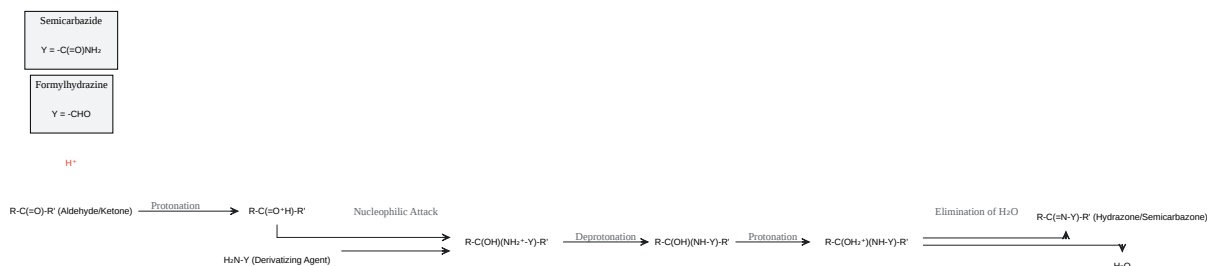 Semicarbazide
Y = -C(=O)NH₂
Formylhydrazine
Y = -CHO
H⁺
R-C(=O)-R' (Aldehyde/Ketone)
Protonation
R-C(=O⁺H)-R'
Nucleophilic Attack
H₂N-Y (Derivatizing Agent)
R-C(OH)(NH₂⁺-Y)-R'
Deprotonation
R-C(OH)(NH-Y)-R'
Protonation
R-C(OH₂⁺)(NH-Y)-R'
Elimination of H₂O
R-C(=N-Y)-R' (Hydrazone/Semicarbazone)
H₂O